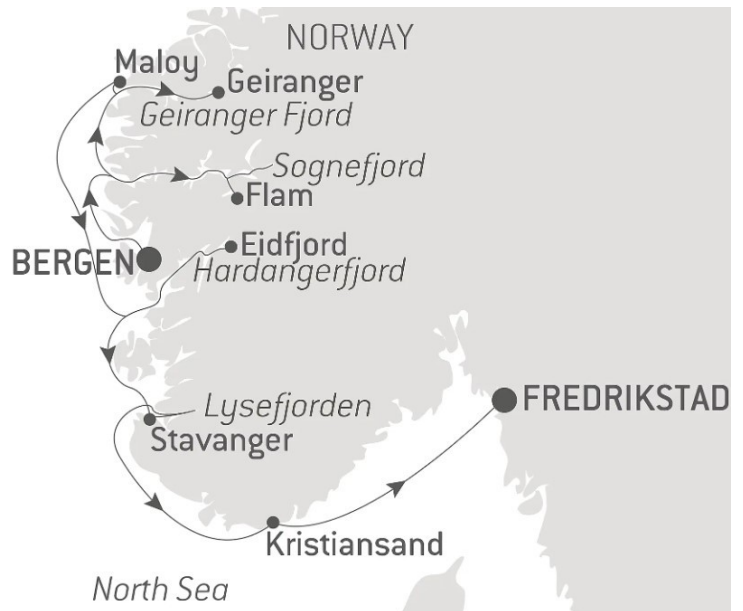 NORWAY
Maloy
Geiranger
Geiranger Fjord
Sognefjord
Flam
Eidfjord
BERGEN
Hardangerfjord
Lysefjorden
FREDRIKSTAD
Stavanger
Kristiansand
North Sea